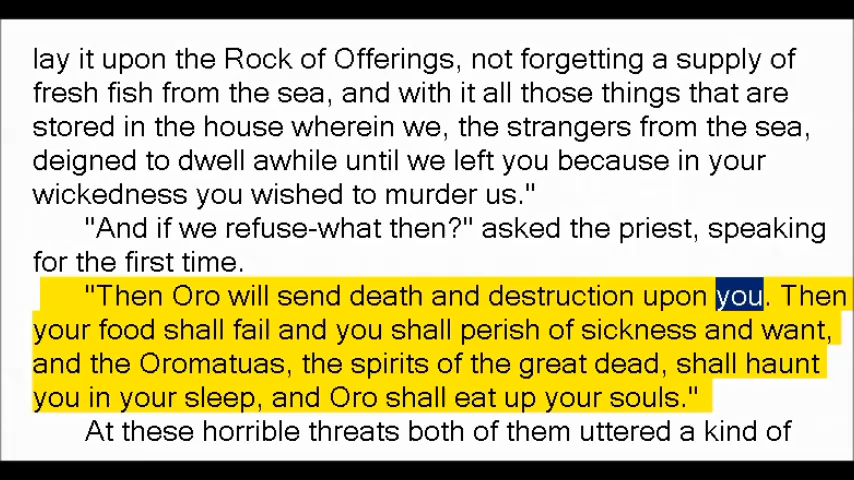 lay it upon the Rock of Offerings, not forgetting a supply of
fresh fish from the sea, and with it all those things that are
stored in the house wherein we, the strangers from the sea,
deigned to dwell awhile until we left you because in your
wickedness you wished to murder us."
"And if we refuse-what then?" asked the priest, speaking
for the first time.
"Then Oro will send death and destruction upon you. Then
your food shall fail and you shall perish of sickness and want,
and the Oromatuas, the spirits of the great dead, shall haunt
you in your sleep, and Oro shall eat up your souls."
At these horrible threats both of them uttered a kind of